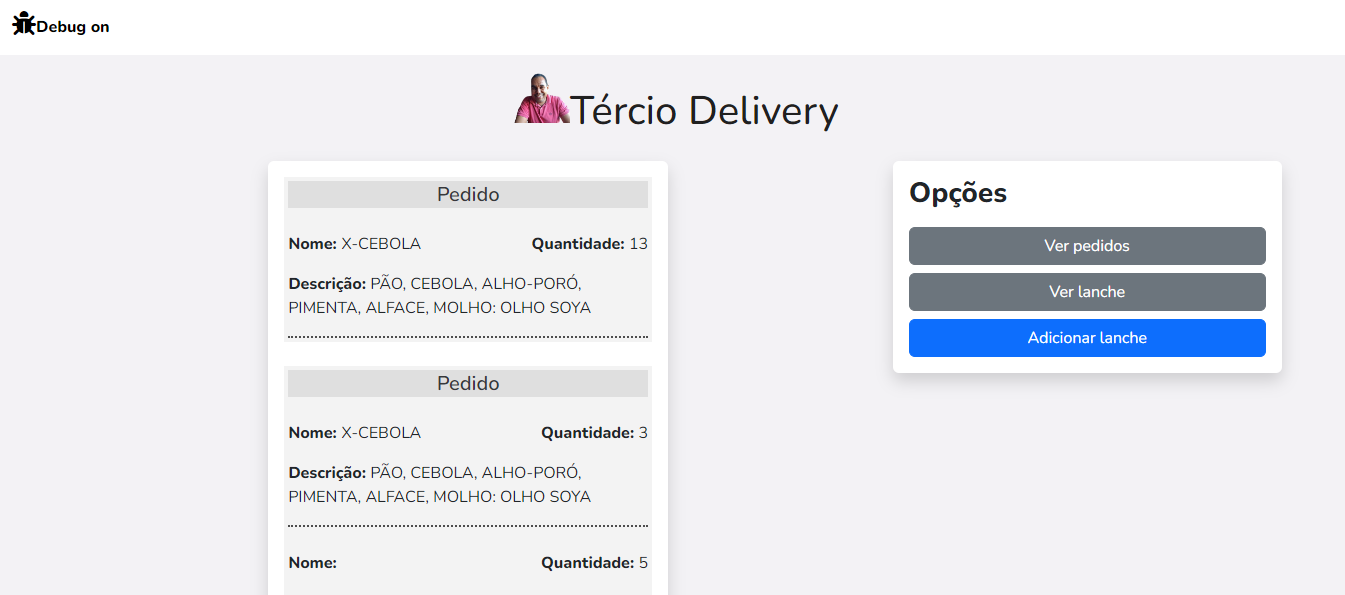 Debug on
Tércio Delivery
Pedido
Nome: X-CEBOLA Quantidade: 13
Descrição: PÃO, CEBOLA, ALHO-PORÓ,
PIMENTA, ALFACE, MOLHO: OLHO SOYA
Pedido
Nome: X-CEBOLA Quantidade: 3
Descrição: PÃO, CEBOLA, ALHO-PORÓ,
PIMENTA, ALFACE, MOLHO: OLHO SOYA
Nome: Quantidade: 5
Opções
Ver pedidos
Ver lanche
Adicionar lanche